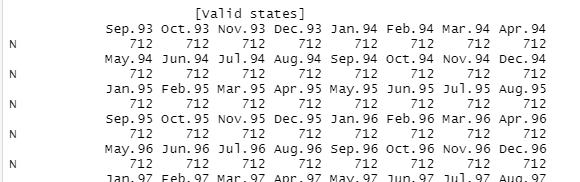 [Valid states]
Sep.93 Oct.93 Nov.93 Dec.93 Jan.94 Feb.94 Mar.94 Apr.94
N 712 712 712 712 712 712 712 712
May.94 Jun.94 Jul.94 Aug.94 Sep.94 Oct.94 Nov.94 Dec.94
N 712 712 712 712 712 712 712 712
Jan.95 Feb.95 Mar.95 Apr.95 May.95 Jun.95 Jul.95 Aug.95
N 712 712 712 712 712 712 712 712
Sep.95 Oct.95 Nov.95 Dec.95 Jan.96 Feb.96 Mar.96 Apr.96
N 712 712 712 712 712 712 712 712
May.96 Jun.96 Jul.96 Aug.96 Sep.96 Oct.96 Nov.96 Dec.96
N 712 712 712 712 712 712 712 712
Jan.97 Feb.97 Mar.97 Apr.97 May.97 Jun.97 Jul.97 Aug.97